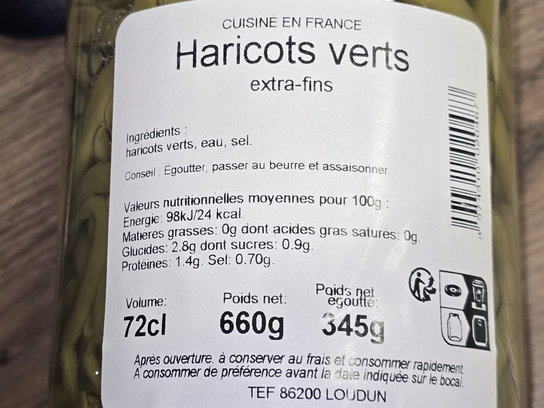 CUISINE EN FRANCE
Haricots verts
extra-fins
Ingrédients :
haricots verts, eau, sel.
Conseil : Egoutter, passer au beurre et assaisonner
Valeurs nutritionnelles moyennes pour 100g :
Energie: 98kJ/24 kcal
Matières grasses: 0g dont acides gras saturés: 0g.
Glucides: 2.8g dont sucres: 0.9g.
Protéines: 1.4g. Sel: 0.70g.
Volume:
72cl
Poids net:
660g
Poids net
égoutté:
345g
Après ouverture, à conserver au frais et consommer rapidement
A consommer de préférence avant la date indiquée sur le bocal.
TEF 86200 LOUDUN